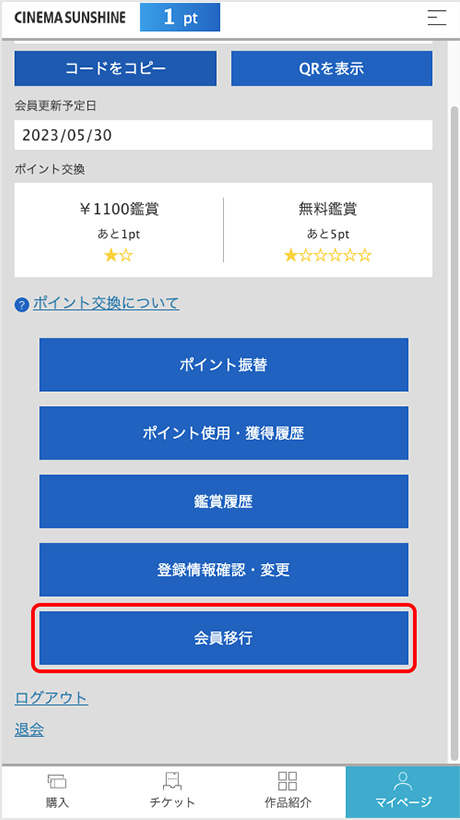 CINEMA SUNSHINE
1 pt
コードをコピー
QRを表示
会員更新予定日
2023/05/30
ポイント交換
￥1100鑑賞
あと1pt
★☆
無料鑑賞
あと5pt
★☆☆☆☆☆
? ポイント交換について
ポイント振替
ポイント使用・獲得履歴
鑑賞履歴
登録情報確認・変更
会員移行
ログアウト
退会
購入
チケット
作品紹介
マイページ